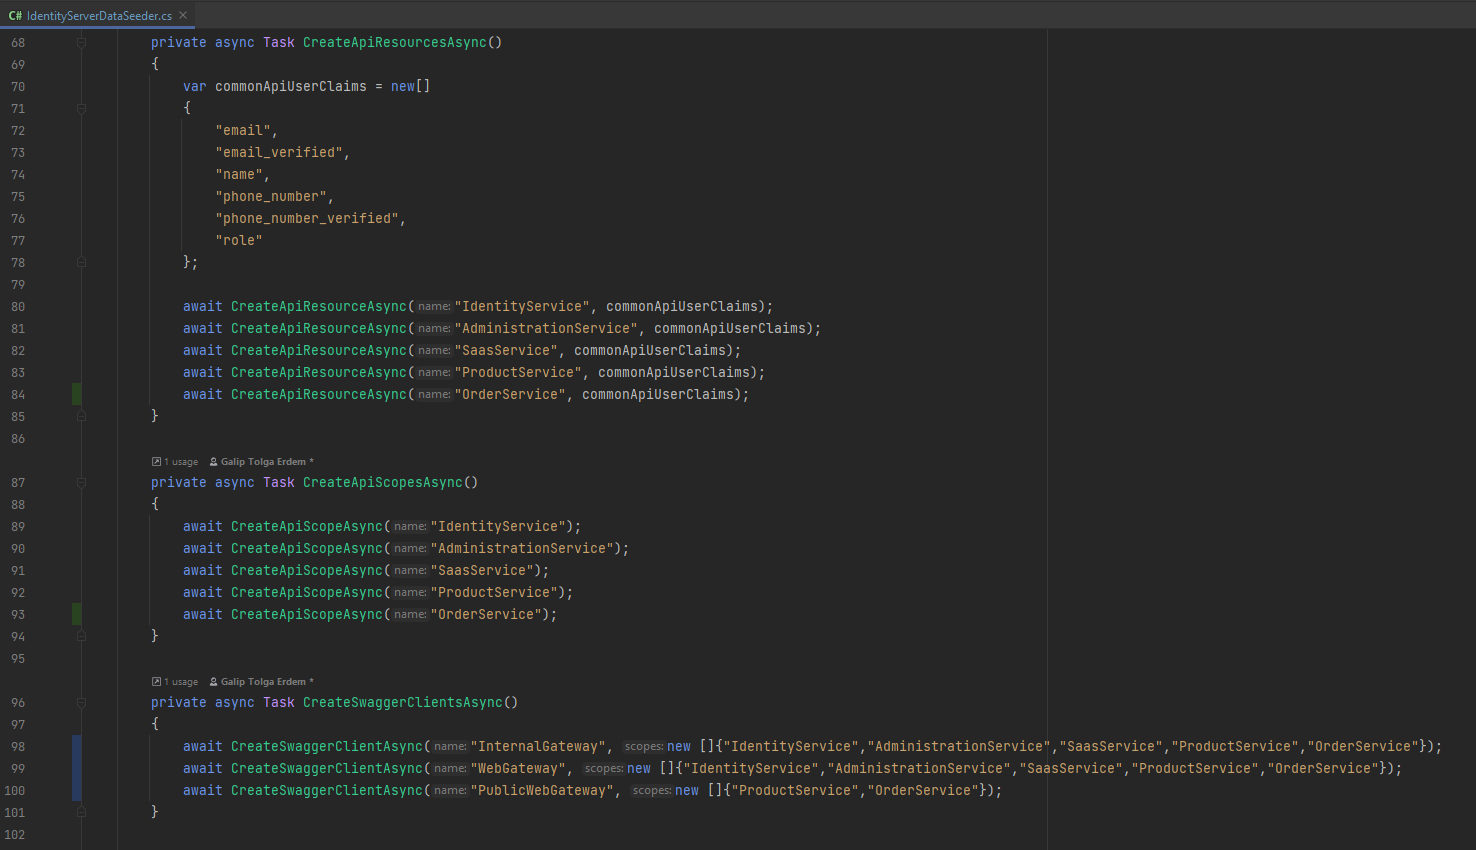 C# IdentityServerDataSeeder.cs ×
68 private async Task CreateApiResourcesAsync()
69 {
70 var commonApiUserClaims = new[]
71 {
72 "email",
73 "email_verified",
74 "name",
75 "phone_number",
76 "phone_number_verified",
77 "role"
78 };
79
80 await CreateApiResourceAsync( name: "IdentityService", commonApiUserClaims);
81 await CreateApiResourceAsync( name: "AdministrationService", commonApiUserClaims);
82 await CreateApiResourceAsync( name: "SaasService", commonApiUserClaims);
83 await CreateApiResourceAsync( name: "ProductService", commonApiUserClaims);
84 await CreateApiResourceAsync( name: "OrderService", commonApiUserClaims);
85 }
86
1 usage Galip Tolga Erdem *
87 private async Task CreateApiScopesAsync()
88 {
89 await CreateApiScopeAsync( name: "IdentityService");
90 await CreateApiScopeAsync( name: "AdministrationService");
91 await CreateApiScopeAsync( name: "SaasService");
92 await CreateApiScopeAsync( name: "ProductService");
93 await CreateApiScopeAsync( name: "OrderService");
94 }
95
1 usage Galip Tolga Erdem *
96 private async Task CreateSwaggerClientsAsync()
97 {
98 await CreateSwaggerClientAsync( name: "InternalGateway", scopes: new []{"IdentityService","AdministrationService","SaasService","ProductService","OrderService"});
99 await CreateSwaggerClientAsync( name: "WebGateway", scopes: new []{"IdentityService","AdministrationService","SaasService","ProductService","OrderService"});
100 await CreateSwaggerClientAsync( name: "PublicWebGateway", scopes: new []{"ProductService","OrderService"});
101 }
102